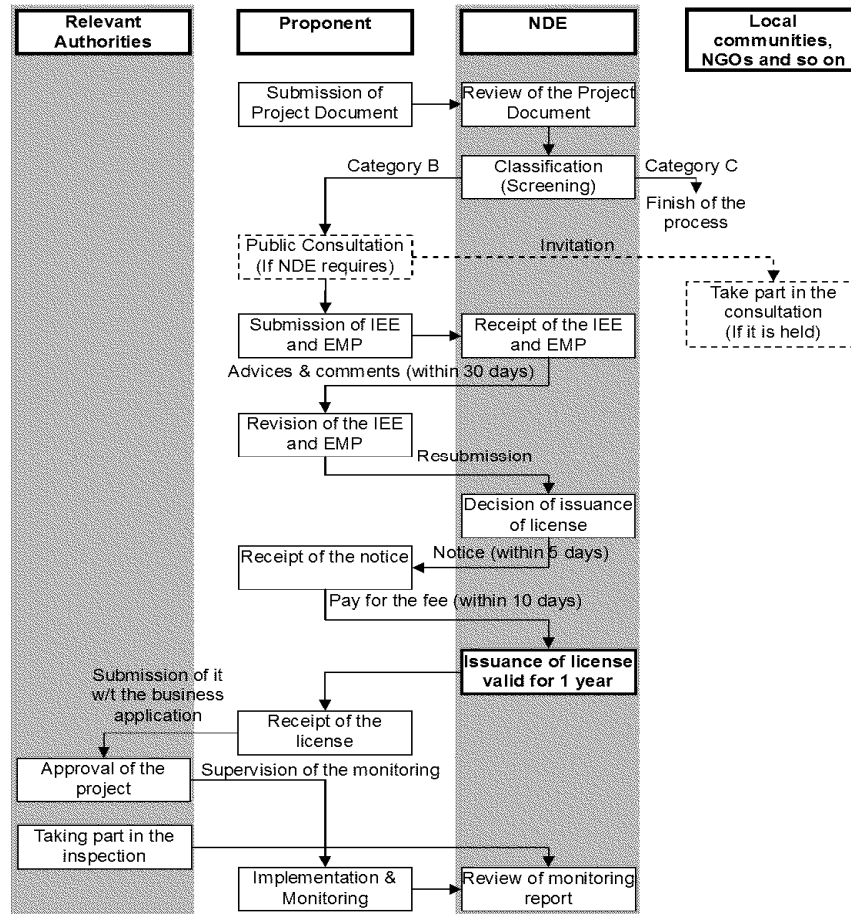 Relevant
Authorities
Proponent
NDE
Local
communities,
NGOs and so on
Submission of
Project Document
Review of the Project
Document
Category B
Classification
(Screening)
Category C
Finish of the
process
Public Consultation
(If NDE requires)
Invitation
Take part in the
consultation
(If it is held)
Submission of IEE
and EMP
Receipt of the IEE
and EMP
Advices & comments (within 30 days)
Revision of the IEE
and EMP
Resubmission
Decision of issuance
of license
Notice (within 5 days)
Receipt of the notice
Pay for the fee (within 10 days)
Issuance of license
valid for 1 year
Submission of it
w/t the business
application
Receipt of the
license
Approval of the
project
Supervision of the monitoring
Taking part in the
inspection
Implementation &
Monitoring
Review of monitoring
report